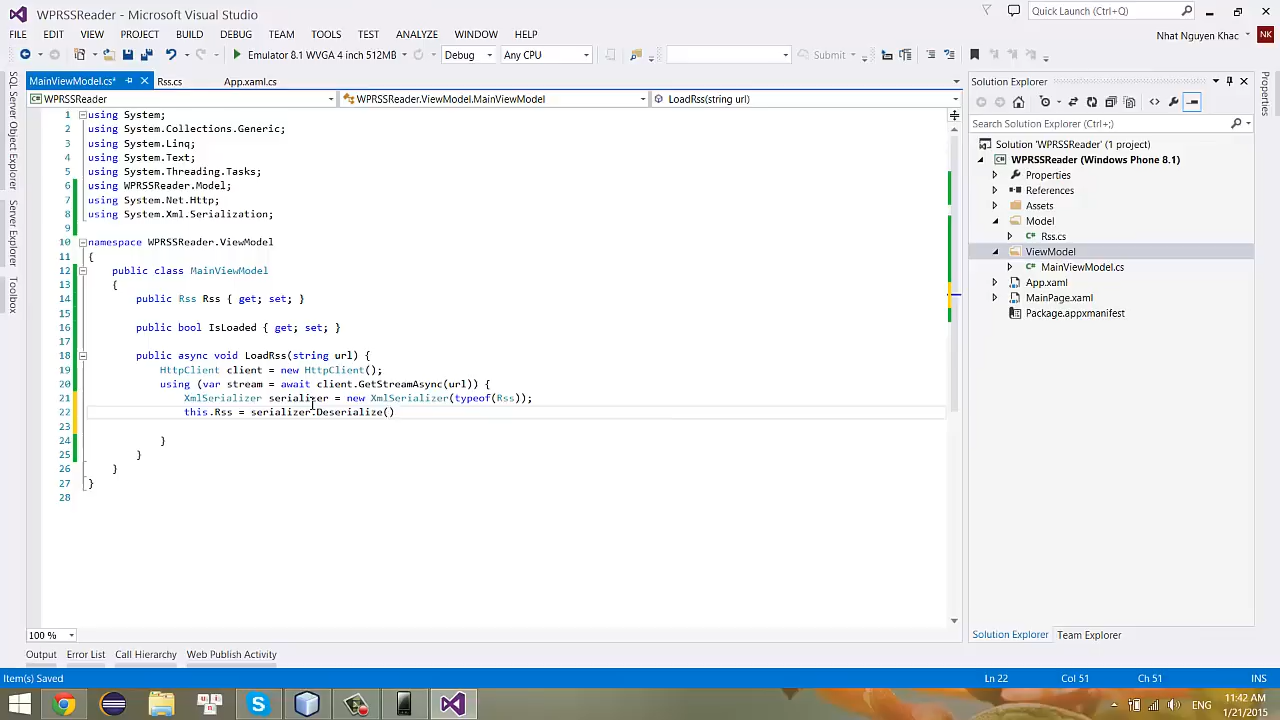 WPRSSReader - Microsoft Visual Studio
Quick Launch (Ctrl+Q)
FILE EDIT VIEW PROJECT BUILD DEBUG TEAM TOOLS TEST ANALYZE WINDOW HELP
Nhat Nguyen Khac NK
Emulator 8.1 WVGA 4 inch 512MB Debug Any CPU Submit
MainViewModel.cs* Rss.cs App.xaml.cs
WPRSSReader WPRSSReader.ViewModel.MainViewModel LoadRss(string url)
1 using System;
2 using System.Collections.Generic;
3 using System.Linq;
4 using System.Text;
5 using System.Threading.Tasks;
6 using WPRSSReader.Model;
7 using System.Net.Http;
8 using System.Xml.Serialization;
9
10 namespace WPRSSReader.ViewModel
11 {
12 public class MainViewModel
13 {
14 public Rss Rss { get; set; }
15
16 public bool IsLoaded { get; set; }
17
18 public async void LoadRss(string url) {
19 HttpClient client = new HttpClient();
20 using (var stream = await client.GetStreamAsync(url)) {
21 XmlSerializer serializer = new XmlSerializer(typeof(Rss));
22 this.Rss = serializer.Deserialize()
23
24 }
25 }
26 }
27 }
28
100 %
SQL Server Object Explorer
Server Explorer
Toolbox
Solution Explorer
Search Solution Explorer (Ctrl+;)
Solution 'WPRSSReader' (1 project)
WPRSSReader (Windows Phone 8.1)
Properties
References
Assets
Model
Rss.cs
ViewModel
MainViewModel.cs
App.xaml
MainPage.xaml
Package.appxmanifest
Solution Explorer Team Explorer
Properties
Output Error List Call Hierarchy Web Publish Activity
Item(s) Saved Ln 22 Col 51 Ch 51 INS
ENG
11:42 AM
1/21/2015